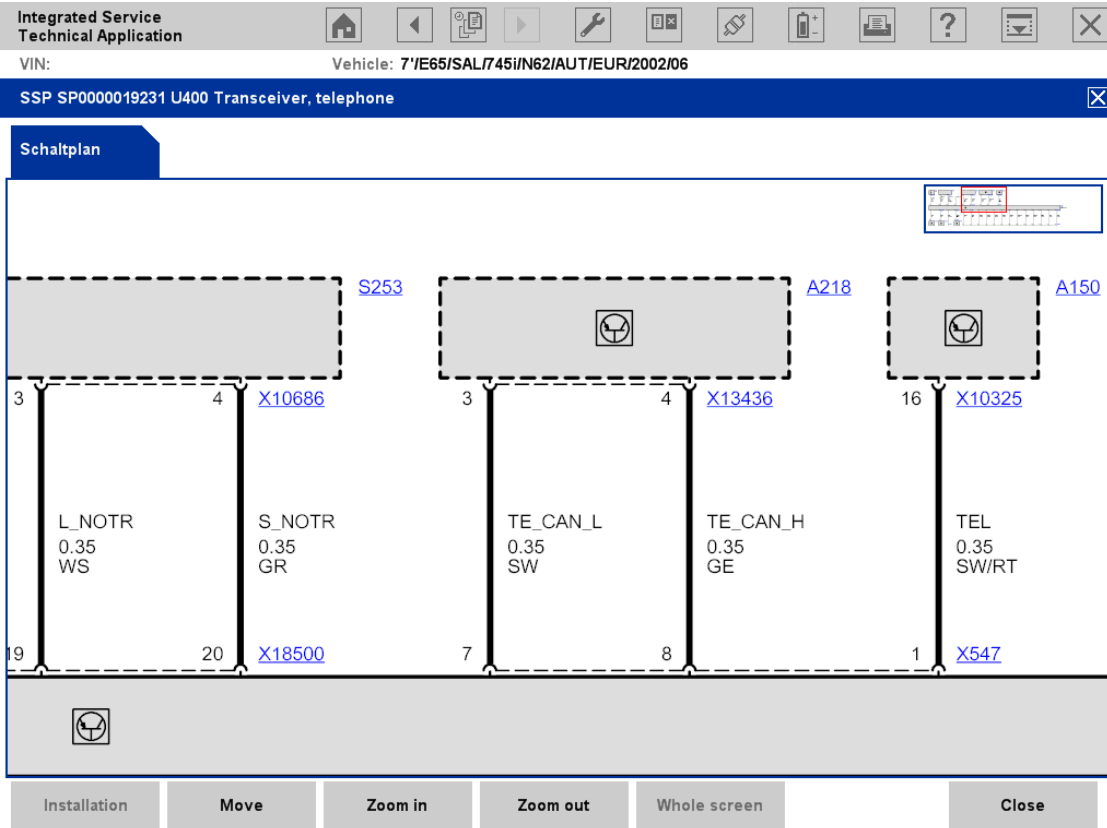 Integrated Service
Technical Application
VIN:
Vehicle: 7'/E65/SAL/745i/N62/AUT/EUR/2002/06
SSP SP0000019231 U400 Transceiver, telephone
Schaltplan
S253
A218
A150
3
4
X10686
3
4
X13436
16
X10325
L_NOTR
0.35
WS
S_NOTR
0.35
GR
TE_CAN_L
0.35
SW
TE_CAN_H
0.35
GE
TEL
0.35
SW/RT
19
20
X18500
7
8
1
X547
Installation
Move
Zoom in
Zoom out
Whole screen
Close